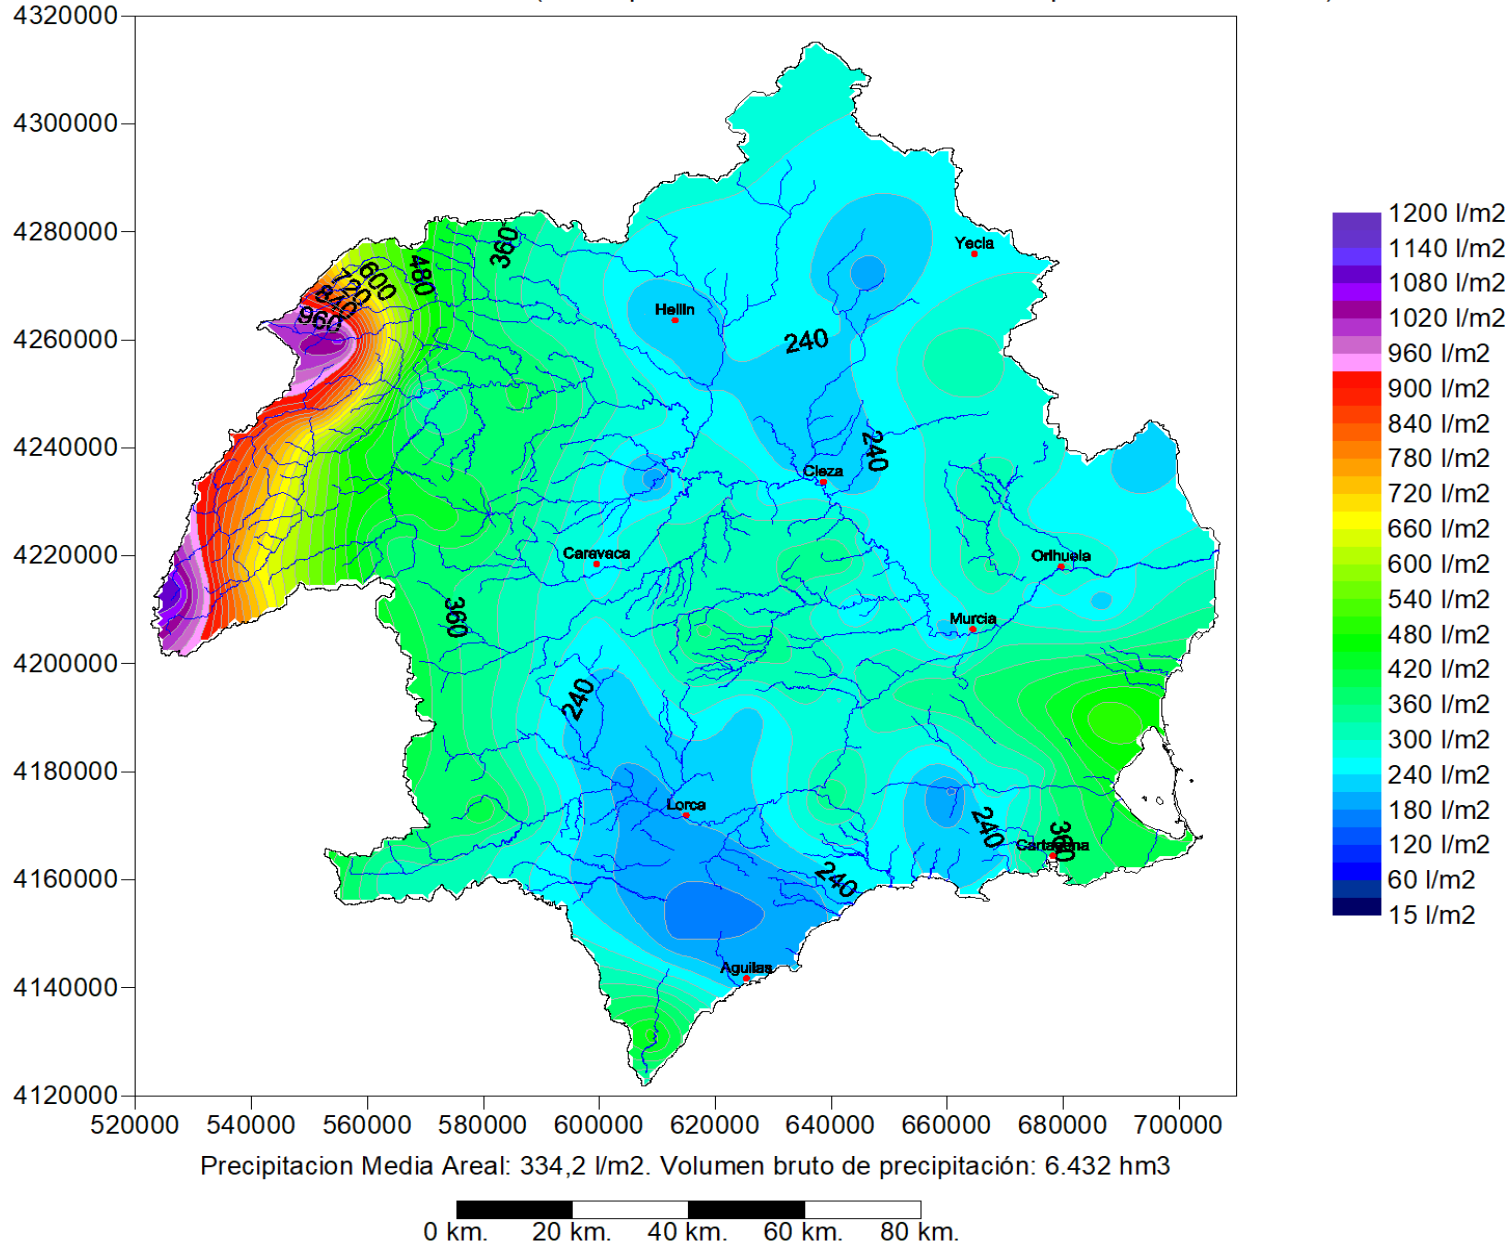 4320000
4300000
4280000
4260000
4240000
4220000
4200000
4180000
4160000
4140000
4120000
520000 540000 560000 580000 600000 620000 640000 660000 680000 700000
360
480
600
720
870
960
Yecla
Hellin
240
240
Cieza
Caravaca
Orihuela
360
Murcia
240
Lorca
240
360
Cartagena
240
Aguilas
1200 l/m2
1140 l/m2
1080 l/m2
1020 l/m2
960 l/m2
900 l/m2
840 l/m2
780 l/m2
720 l/m2
660 l/m2
600 l/m2
540 l/m2
480 l/m2
420 l/m2
360 l/m2
300 l/m2
240 l/m2
180 l/m2
120 l/m2
60 l/m2
15 l/m2
Precipitacion Media Areal: 334,2 l/m2. Volumen bruto de precipitación: 6.432 hm3
0 km. 20 km. 40 km. 60 km. 80 km.